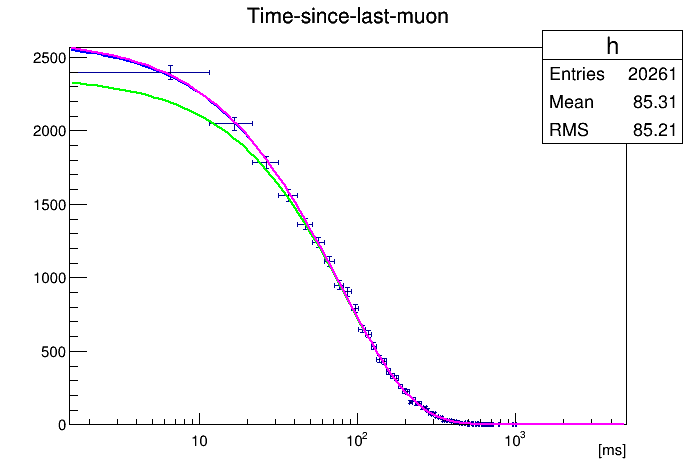 Time-since-last-muon
h
Entries 20261
Mean 85.31
RMS 85.21
2500
2000
1500
1000
500
0
10
10²
10³
[ms]